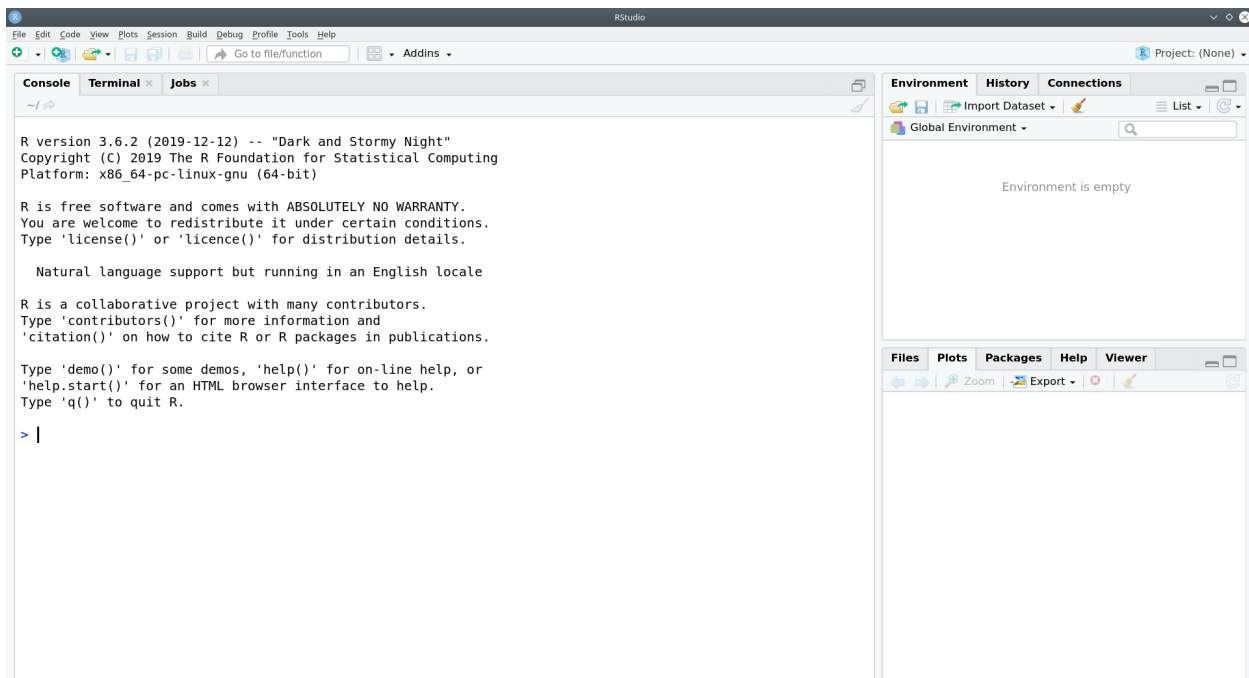 RStudio
File Edit Code View Plots Session Build Debug Profile Tools Help
Go to file/function Addins Project: (None)
Console Terminal Jobs
~/
R version 3.6.2 (2019-12-12) -- "Dark and Stormy Night"
Copyright (C) 2019 The R Foundation for Statistical Computing
Platform: x86_64-pc-linux-gnu (64-bit)
R is free software and comes with ABSOLUTELY NO WARRANTY.
You are welcome to redistribute it under certain conditions.
Type 'license()' or 'licence()' for distribution details.
Natural language support but running in an English locale
R is a collaborative project with many contributors.
Type 'contributors()' for more information and
'citation()' on how to cite R or R packages in publications.
Type 'demo()' for some demos, 'help()' for on-line help, or
'help.start()' for an HTML browser interface to help.
Type 'q()' to quit R.
>
Environment History Connections
Import Dataset List
Global Environment
Environment is empty
Files Plots Packages Help Viewer
Zoom Export